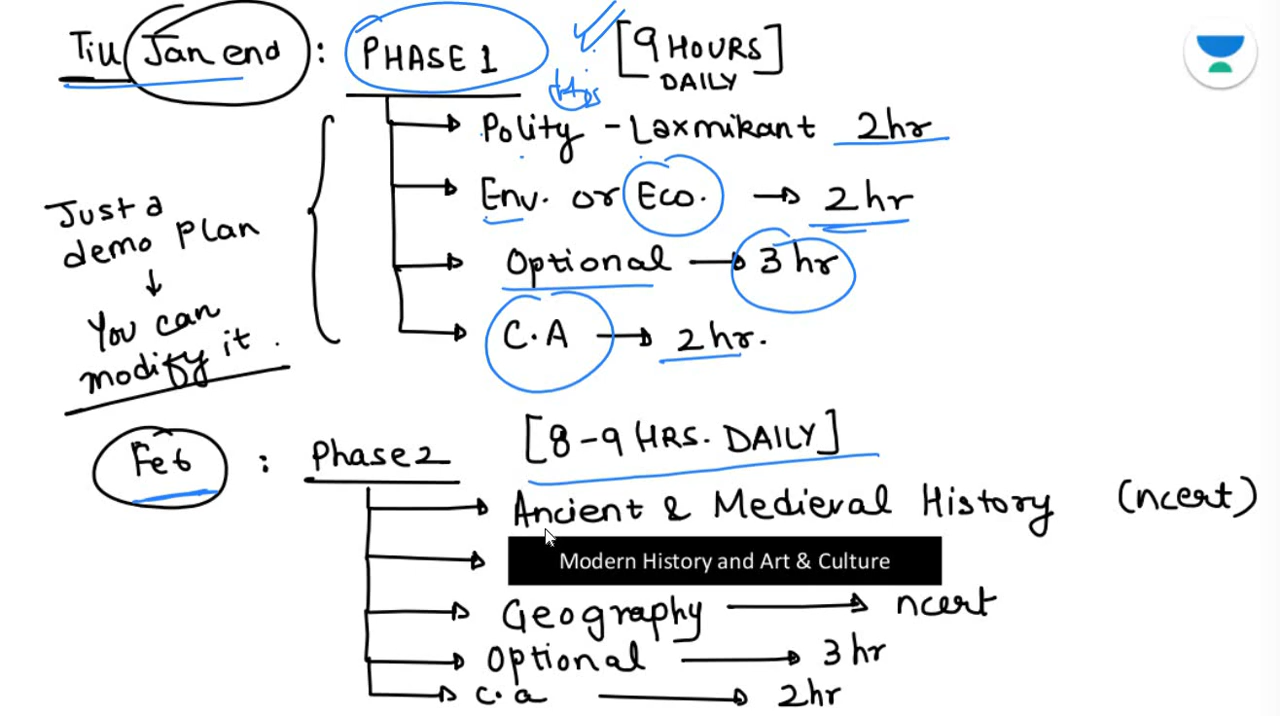 Till Jan end : PHASE 1 [9 HOURS DAILY]
Polity - Laxmikant 2hr
Env. or Eco. → 2 hr
Optional → 3 hr
C.A → 2 hr.
Just a
demo Plan
↓
You can
modify it.
Feb : Phase 2 [8-9 HRS. DAILY]
Ancient & Medieval History (ncert)
Modern History and Art & Culture
Geography → ncert
Optional → 3 hr
C.a → 2hr